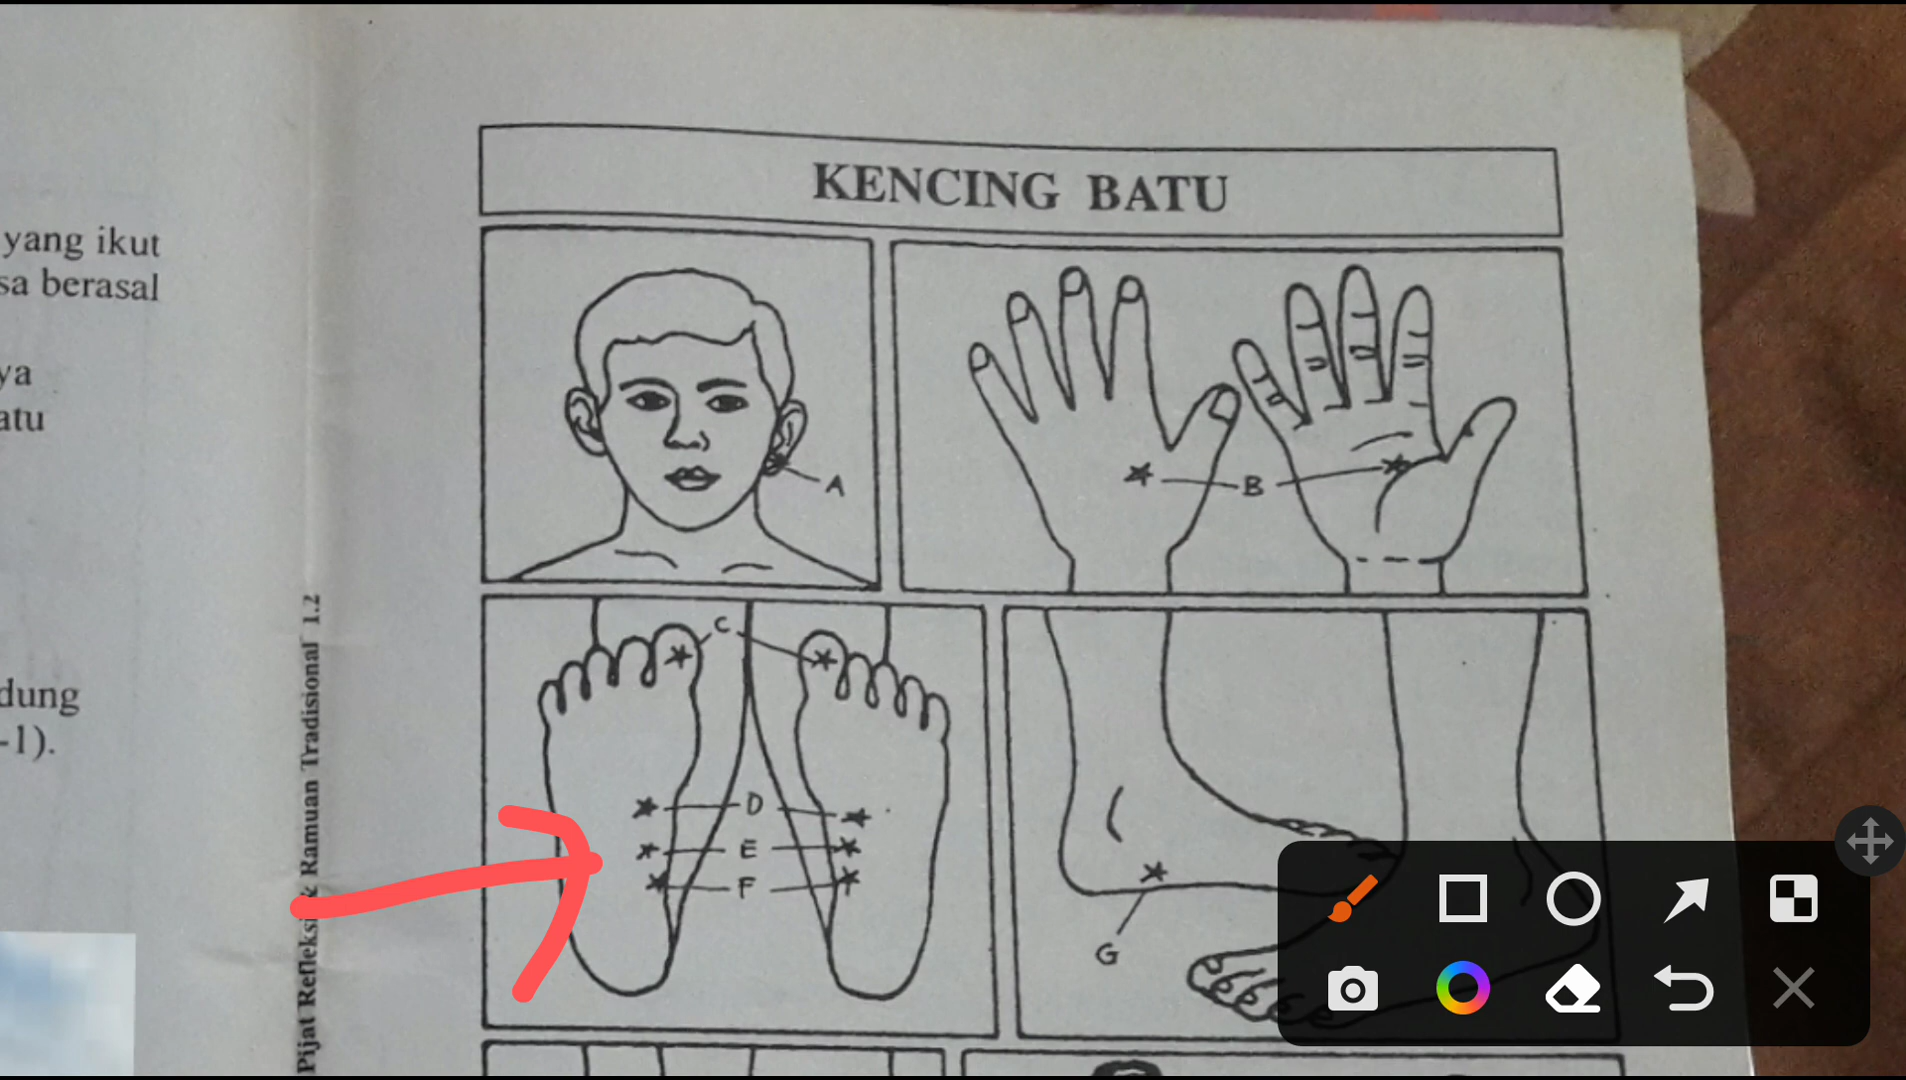 yang ikut
sa berasal
ya
atu
dung
-1).
Pijat Refleksi & Ramuan Tradisional 1.2
KENCING BATU
A
B
C
D
E
F
G